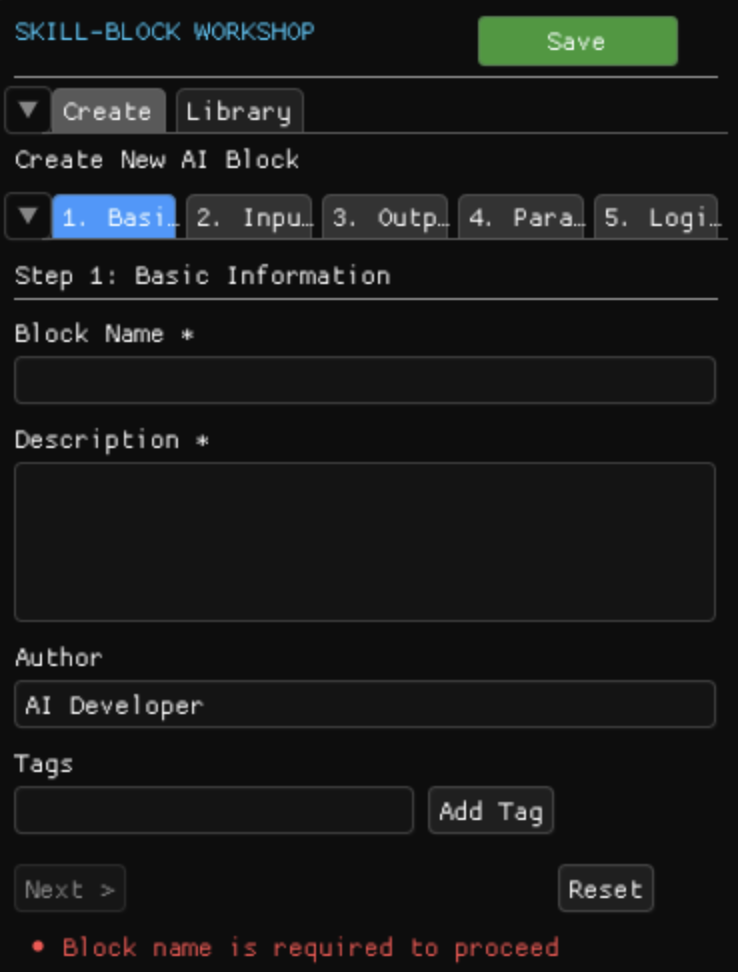 SKILL-BLOCK WORKSHOP Save
▼ Create Library
Create New AI Block
▼ 1. Basi… 2. Inpu… 3. Outp… 4. Para… 5. Logi…
Step 1: Basic Information
Block Name *
Description *
Author
AI Developer
Tags
Add Tag
Next > Reset
• Block name is required to proceed